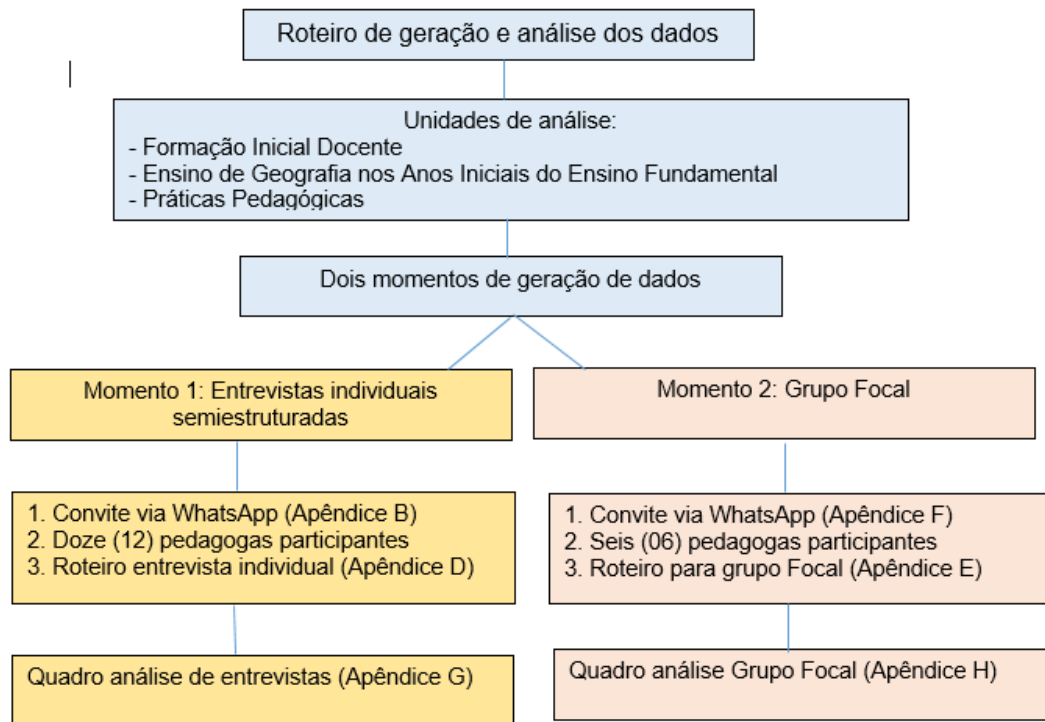 Roteiro de geração e análise dos dados
Unidades de análise:
- Formação Inicial Docente
- Ensino de Geografia nos Anos Iniciais do Ensino Fundamental
- Práticas Pedagógicas
Dois momentos de geração de dados
Momento 1: Entrevistas individuais
semiestruturadas
1. Convite via WhatsApp (Apêndice B)
2. Doze (12) pedagogas participantes
3. Roteiro entrevista individual (Apêndice D)
Quadro análise de entrevistas (Apêndice G)
Momento 2: Grupo Focal
1. Convite via WhatsApp (Apêndice F)
2. Seis (06) pedagogas participantes
3. Roteiro para grupo Focal (Apêndice E)
Quadro análise Grupo Focal (Apêndice H)